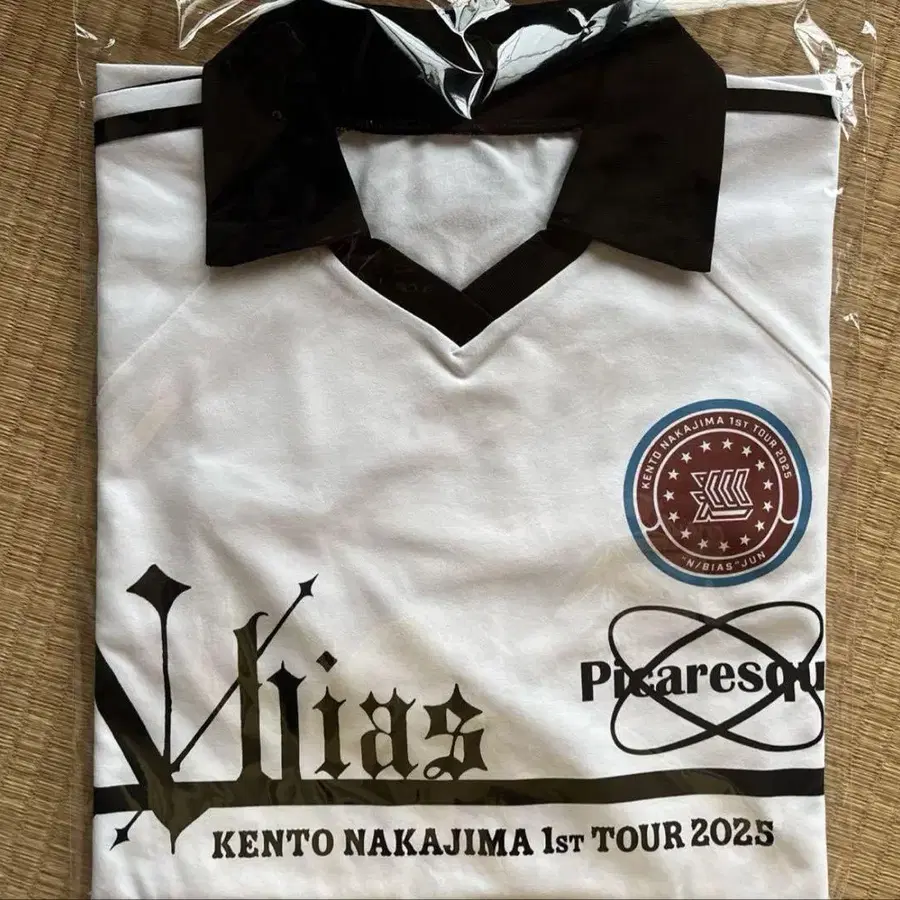 KENTO NAKAJIMA 1ST TOUR 2025
"N/BIAS" JUN
Picaresqu
N/bias
KENTO NAKAJIMA 1ST TOUR 2025